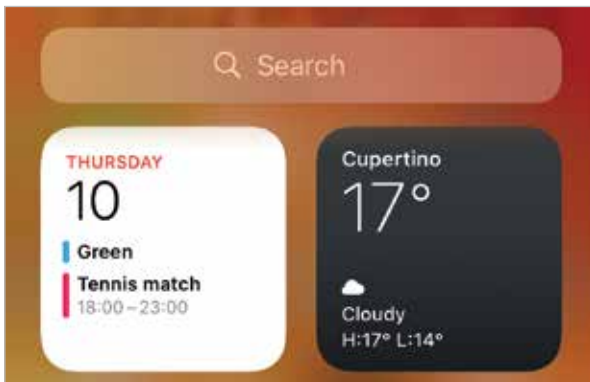 Search
THURSDAY
10
Green
Tennis match
18:00–23:00
Cupertino
17°
Cloudy
H:17° L:14°